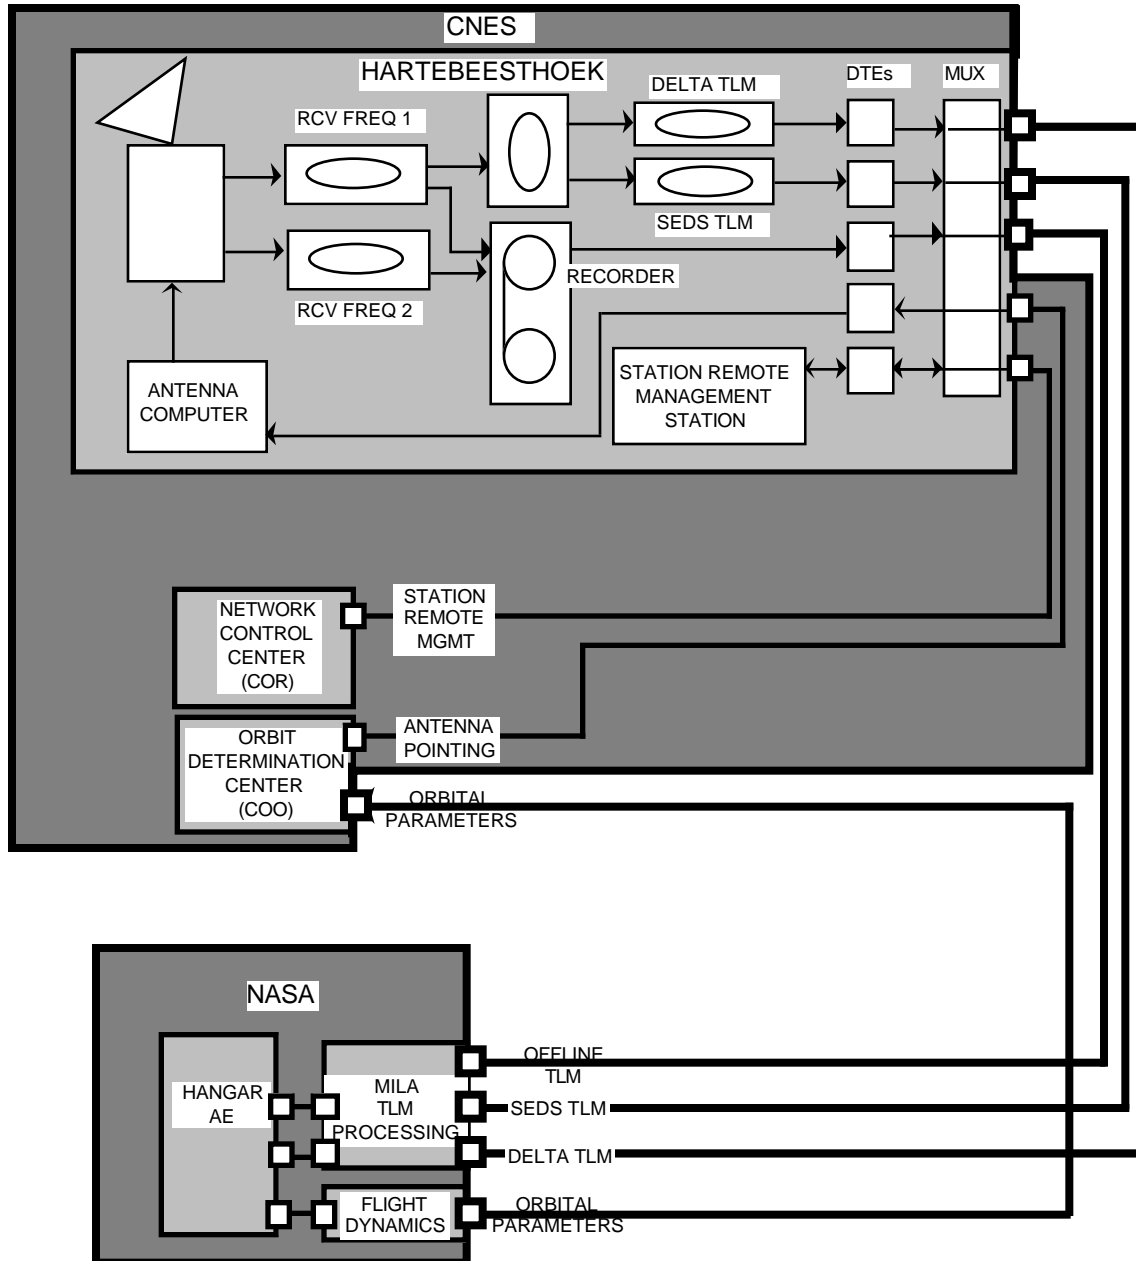 CNES
HARTEBEESTHOEK
DELTA TLM
DTEs
MUX
RCV FREQ 1
SEDS TLM
RECORDER
RCV FREQ 2
ANTENNA
COMPUTER
STATION REMOTE
MANAGEMENT
STATION
NETWORK
CONTROL
CENTER
(COR)
STATION
REMOTE
MGMT
ORBIT
DETERMINATION
CENTER
(COO)
ANTENNA
POINTING
ORBITAL
PARAMETERS
NASA
HANGAR
AE
MILA
TLM
PROCESSING
OFFLINE
TLM
SEDS TLM
DELTA TLM
FLIGHT
DYNAMICS
ORBITAL
PARAMETERS